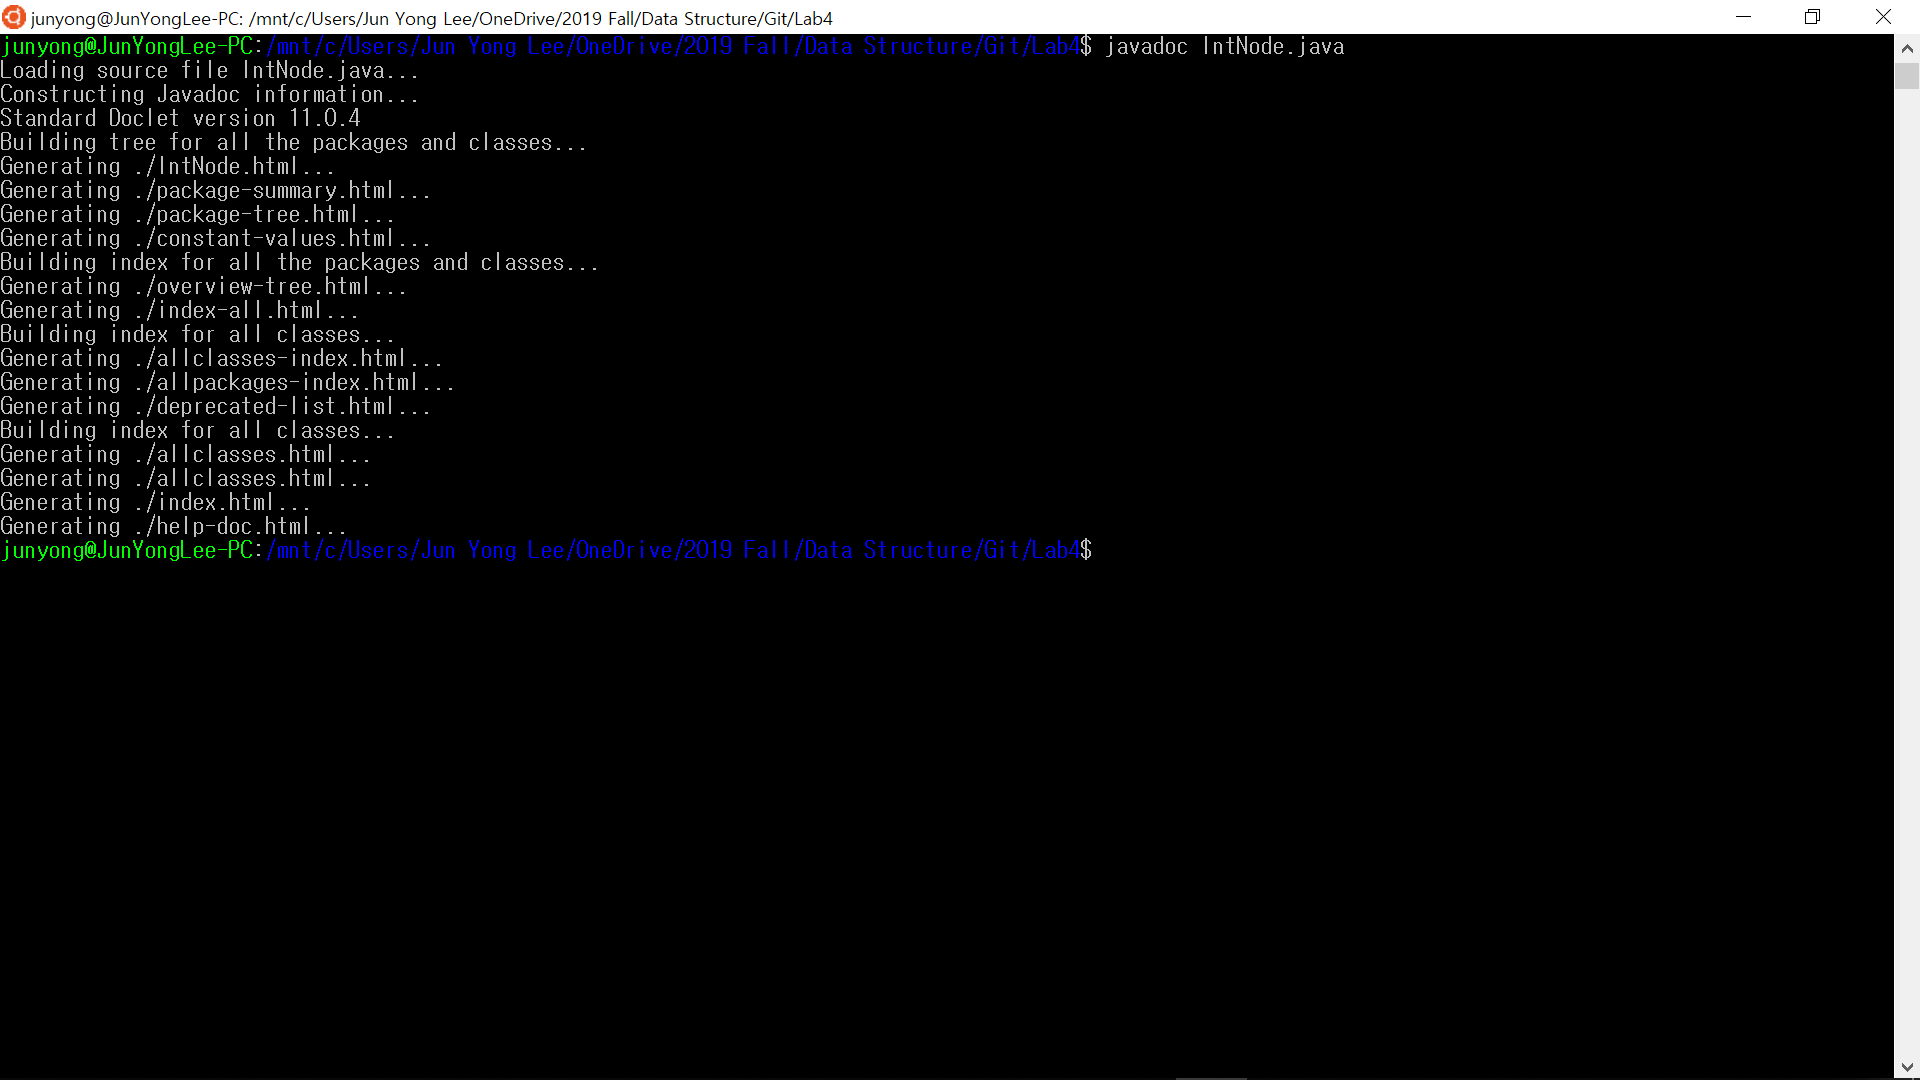 junyong@JunYongLee-PC: /mnt/c/Users/Jun Yong Lee/OneDrive/2019 Fall/Data Structure/Git/Lab4
junyong@JunYongLee-PC:/mnt/c/Users/Jun Yong Lee/OneDrive/2019 Fall/Data Structure/Git/Lab4$ javadoc IntNode.java
Loading source file IntNode.java...
Constructing Javadoc information...
Standard Doclet version 11.0.4
Building tree for all the packages and classes...
Generating ./IntNode.html...
Generating ./package-summary.html...
Generating ./package-tree.html...
Generating ./constant-values.html...
Building index for all the packages and classes...
Generating ./overview-tree.html...
Generating ./index-all.html...
Building index for all classes...
Generating ./allclasses-index.html...
Generating ./allpackages-index.html...
Generating ./deprecated-list.html...
Building index for all classes...
Generating ./allclasses.html...
Generating ./allclasses.html...
Generating ./index.html...
Generating ./help-doc.html...
junyong@JunYongLee-PC:/mnt/c/Users/Jun Yong Lee/OneDrive/2019 Fall/Data Structure/Git/Lab4$